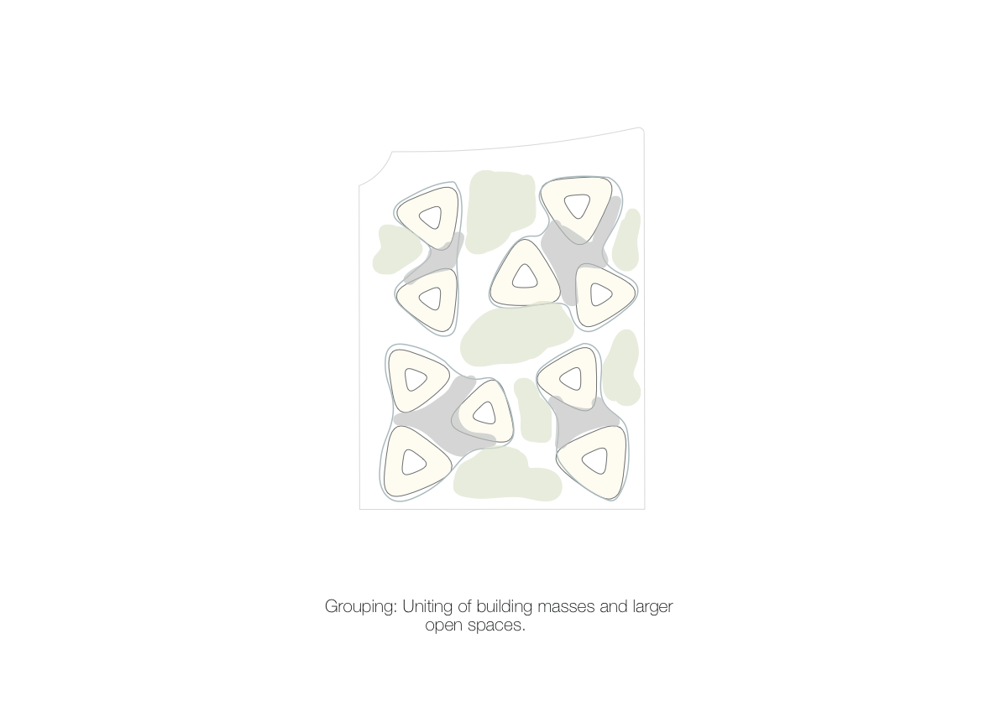 Grouping: Uniting of building masses and larger
open spaces.